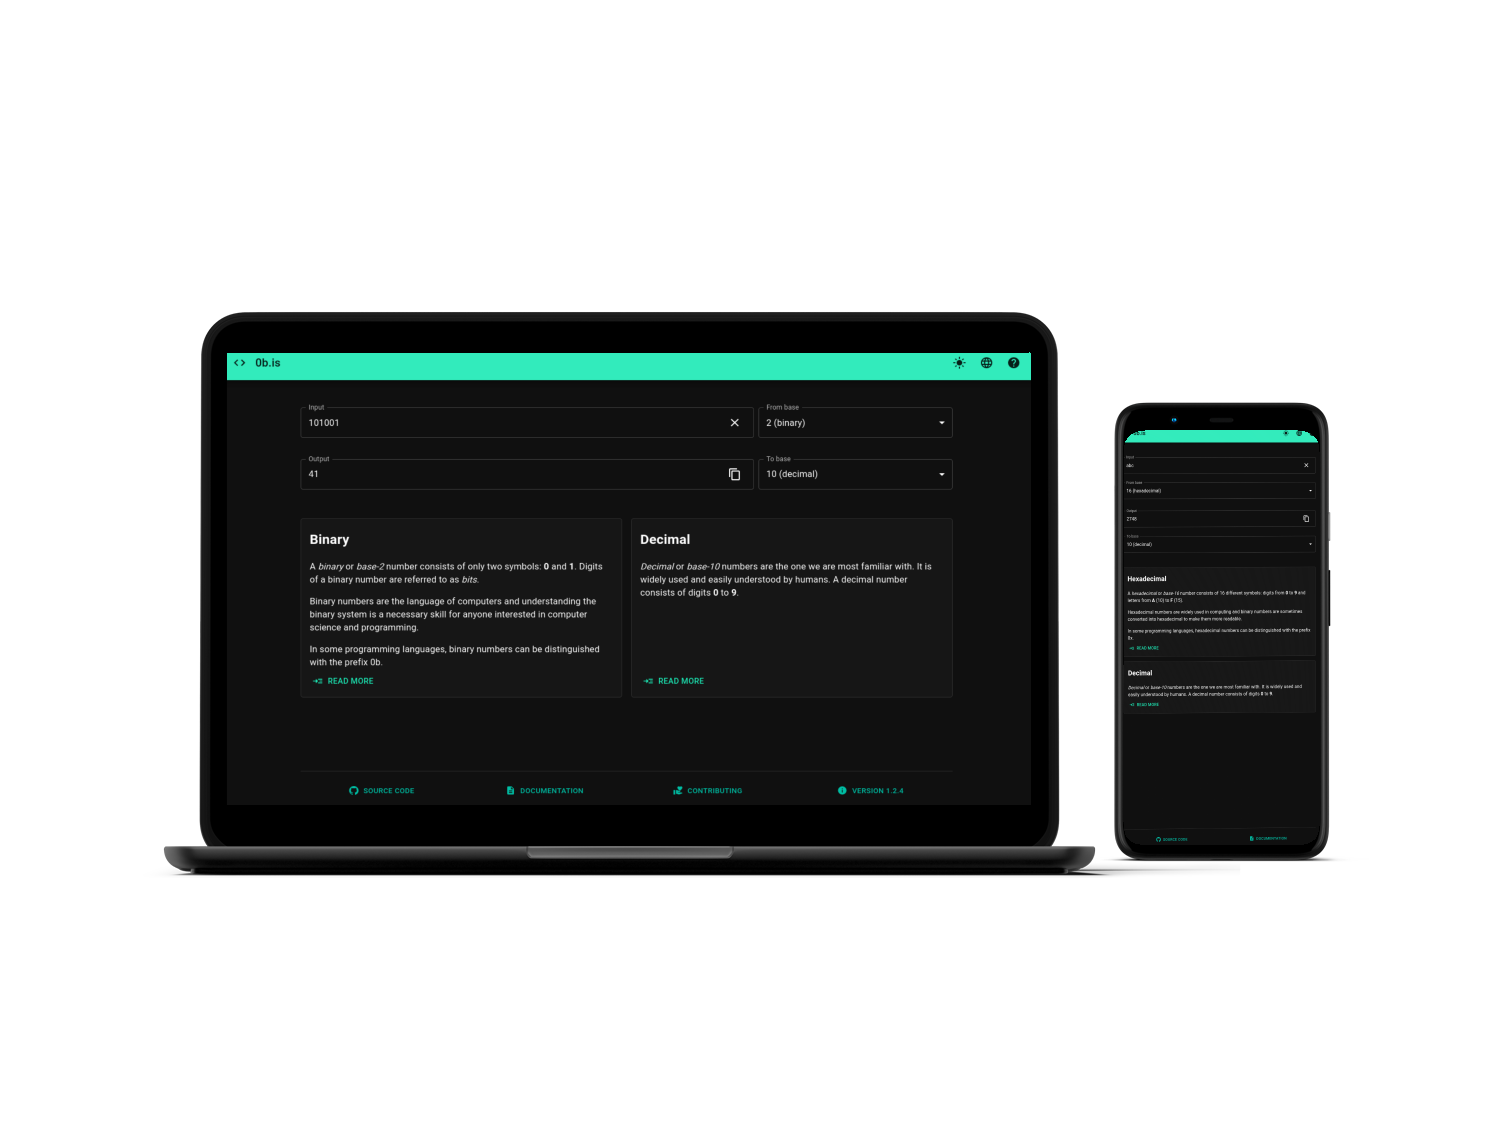 0b.is
Input
101001
From base
2 (binary)
Output
41
To base
10 (decimal)
Binary
A binary or base-2 number consists of only two symbols: 0 and 1. Digits
of a binary number are referred to as bits.
Binary numbers are the language of computers and understanding the
binary system is a necessary skill for anyone interested in computer
science and programming.
In some programming languages, binary numbers can be distinguished
with the prefix 0b.
READ MORE
Decimal
Decimal or base-10 numbers are the one we are most familiar with. It is
widely used and easily understood by humans. A decimal number
consists of digits 0 to 9.
READ MORE
SOURCE CODE
DOCUMENTATION
CONTRIBUTING
VERSION 1.2.4
Input
abc
From base
16 (hexadecimal)
Output
2748
To base
10 (decimal)
Hexadecimal
A hexadecimal or base-16 number consists of 16 different symbols: digits from 0 to 9 and
letters from A (10) to F (15).
Hexadecimal numbers are widely used in computing and binary numbers are sometimes
converted into hexadecimal to make them more readable.
In some programming languages, hexadecimal numbers can be distinguished with the prefix
0x.
READ MORE
Decimal
Decimal or base-10 numbers are the one we are most familiar with. It is widely used and
easily understood by humans. A decimal number consists of digits 0 to 9.
READ MORE
SOURCE CODE
DOCUMENTATION